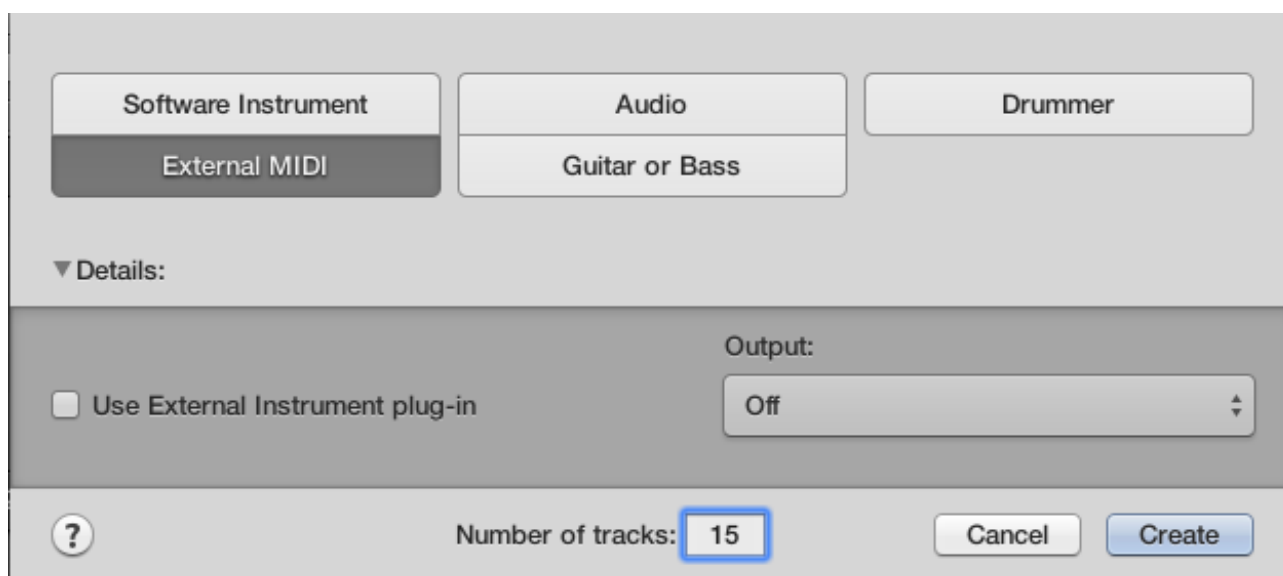 Software Instrument
Audio
Drummer
External MIDI
Guitar or Bass
Details:
Output:
Use External Instrument plug-in
Off
?
Number of tracks: 15
Cancel
Create